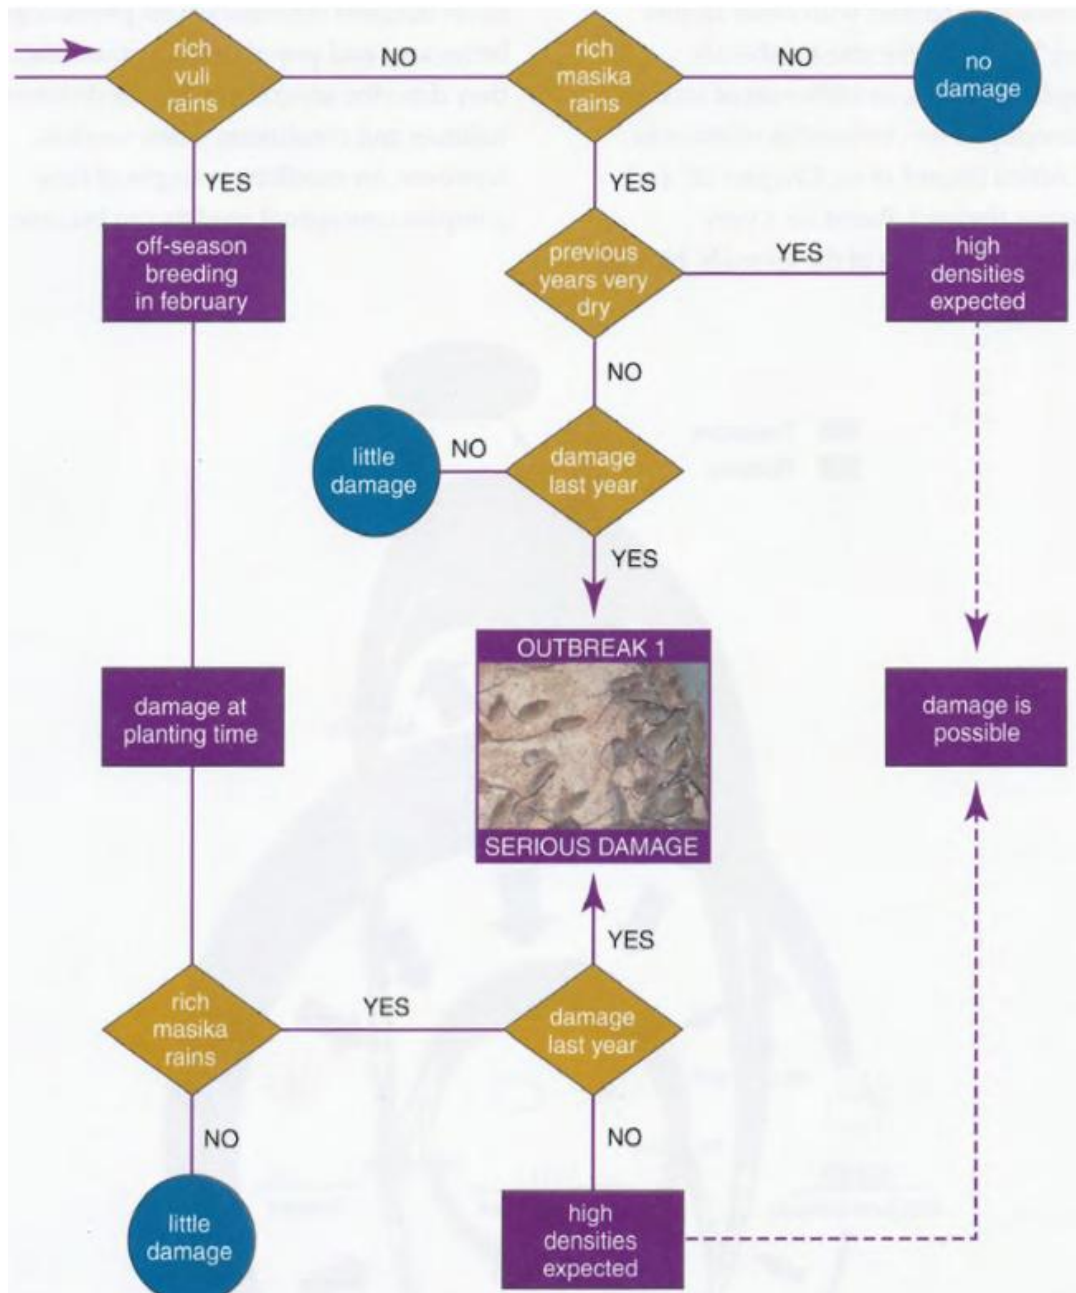 rich
vuli
rains
NO
rich
masika
rains
NO
no
damage
YES
YES
off-season
breeding
in february
previous
years very
dry
YES
high
densities
expected
NO
little
damage
NO
damage
last year
YES
OUTBREAK 1
damage at
planting time
damage is
possible
SERIOUS DAMAGE
YES
rich
masika
rains
YES
damage
last year
NO
NO
little
damage
high
densities
expected